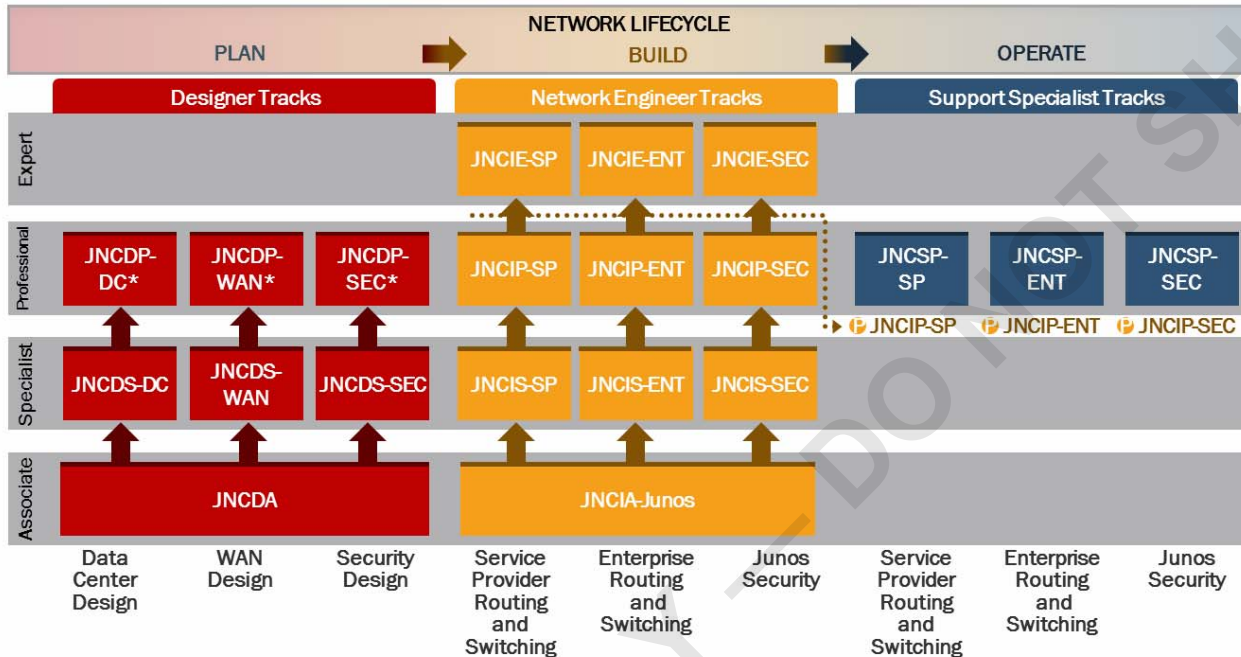 NETWORK LIFECYCLE
PLAN
BUILD
OPERATE
Designer Tracks
Network Engineer Tracks
Support Specialist Tracks
Expert
JNCIE-SP
JNCIE-ENT
JNCIE-SEC
Professional
JNCDP-
DC*
JNCDP-
WAN*
JNCDP-
SEC*
JNCIP-SP
JNCIP-ENT
JNCIP-SEC
JNCSP-
SP
JNCSP-
ENT
JNCSP-
SEC
P JNCIP-SP
P JNCIP-ENT
P JNCIP-SEC
Specialist
JNCDS-DC
JNCDS-
WAN
JNCDS-SEC
JNCIS-SP
JNCIS-ENT
JNCIS-SEC
Associate
JNCDA
JNCIA-Junos
Data
Center
Design
WAN
Design
Security
Design
Service
Provider
Routing
and
Switching
Enterprise
Routing
and
Switching
Junos
Security
Service
Provider
Routing
and
Switching
Enterprise
Routing
and
Switching
Junos
Security
Y – DO NOT SH